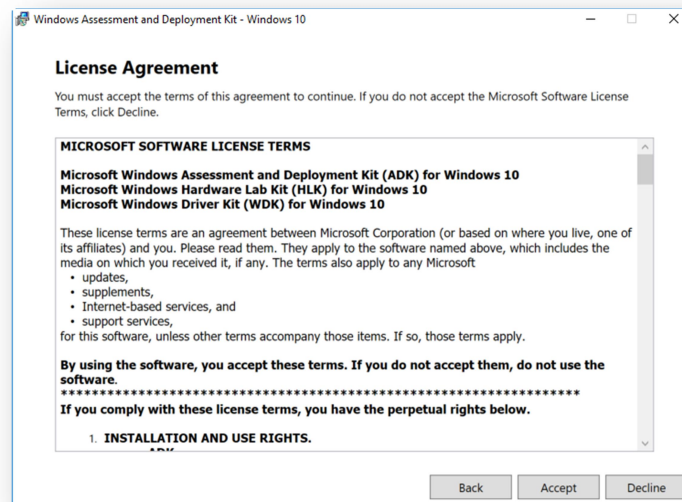 Windows Assessment and Deployment Kit - Windows 10
License Agreement
You must accept the terms of this agreement to continue. If you do not accept the Microsoft Software License
Terms, click Decline.
MICROSOFT SOFTWARE LICENSE TERMS
Microsoft Windows Assessment and Deployment Kit (ADK) for Windows 10
Microsoft Windows Hardware Lab Kit (HLK) for Windows 10
Microsoft Windows Driver Kit (WDK) for Windows 10
These license terms are an agreement between Microsoft Corporation (or based on where you live, one of
its affiliates) and you. Please read them. They apply to the software named above, which includes the
media on which you received it, if any. The terms also apply to any Microsoft
• updates,
• supplements,
• Internet-based services, and
• support services,
for this software, unless other terms accompany those items. If so, those terms apply.
By using the software, you accept these terms. If you do not accept them, do not use the
software.
*********************************************************************
If you comply with these license terms, you have the perpetual rights below.
1. INSTALLATION AND USE RIGHTS.
Back Accept Decline